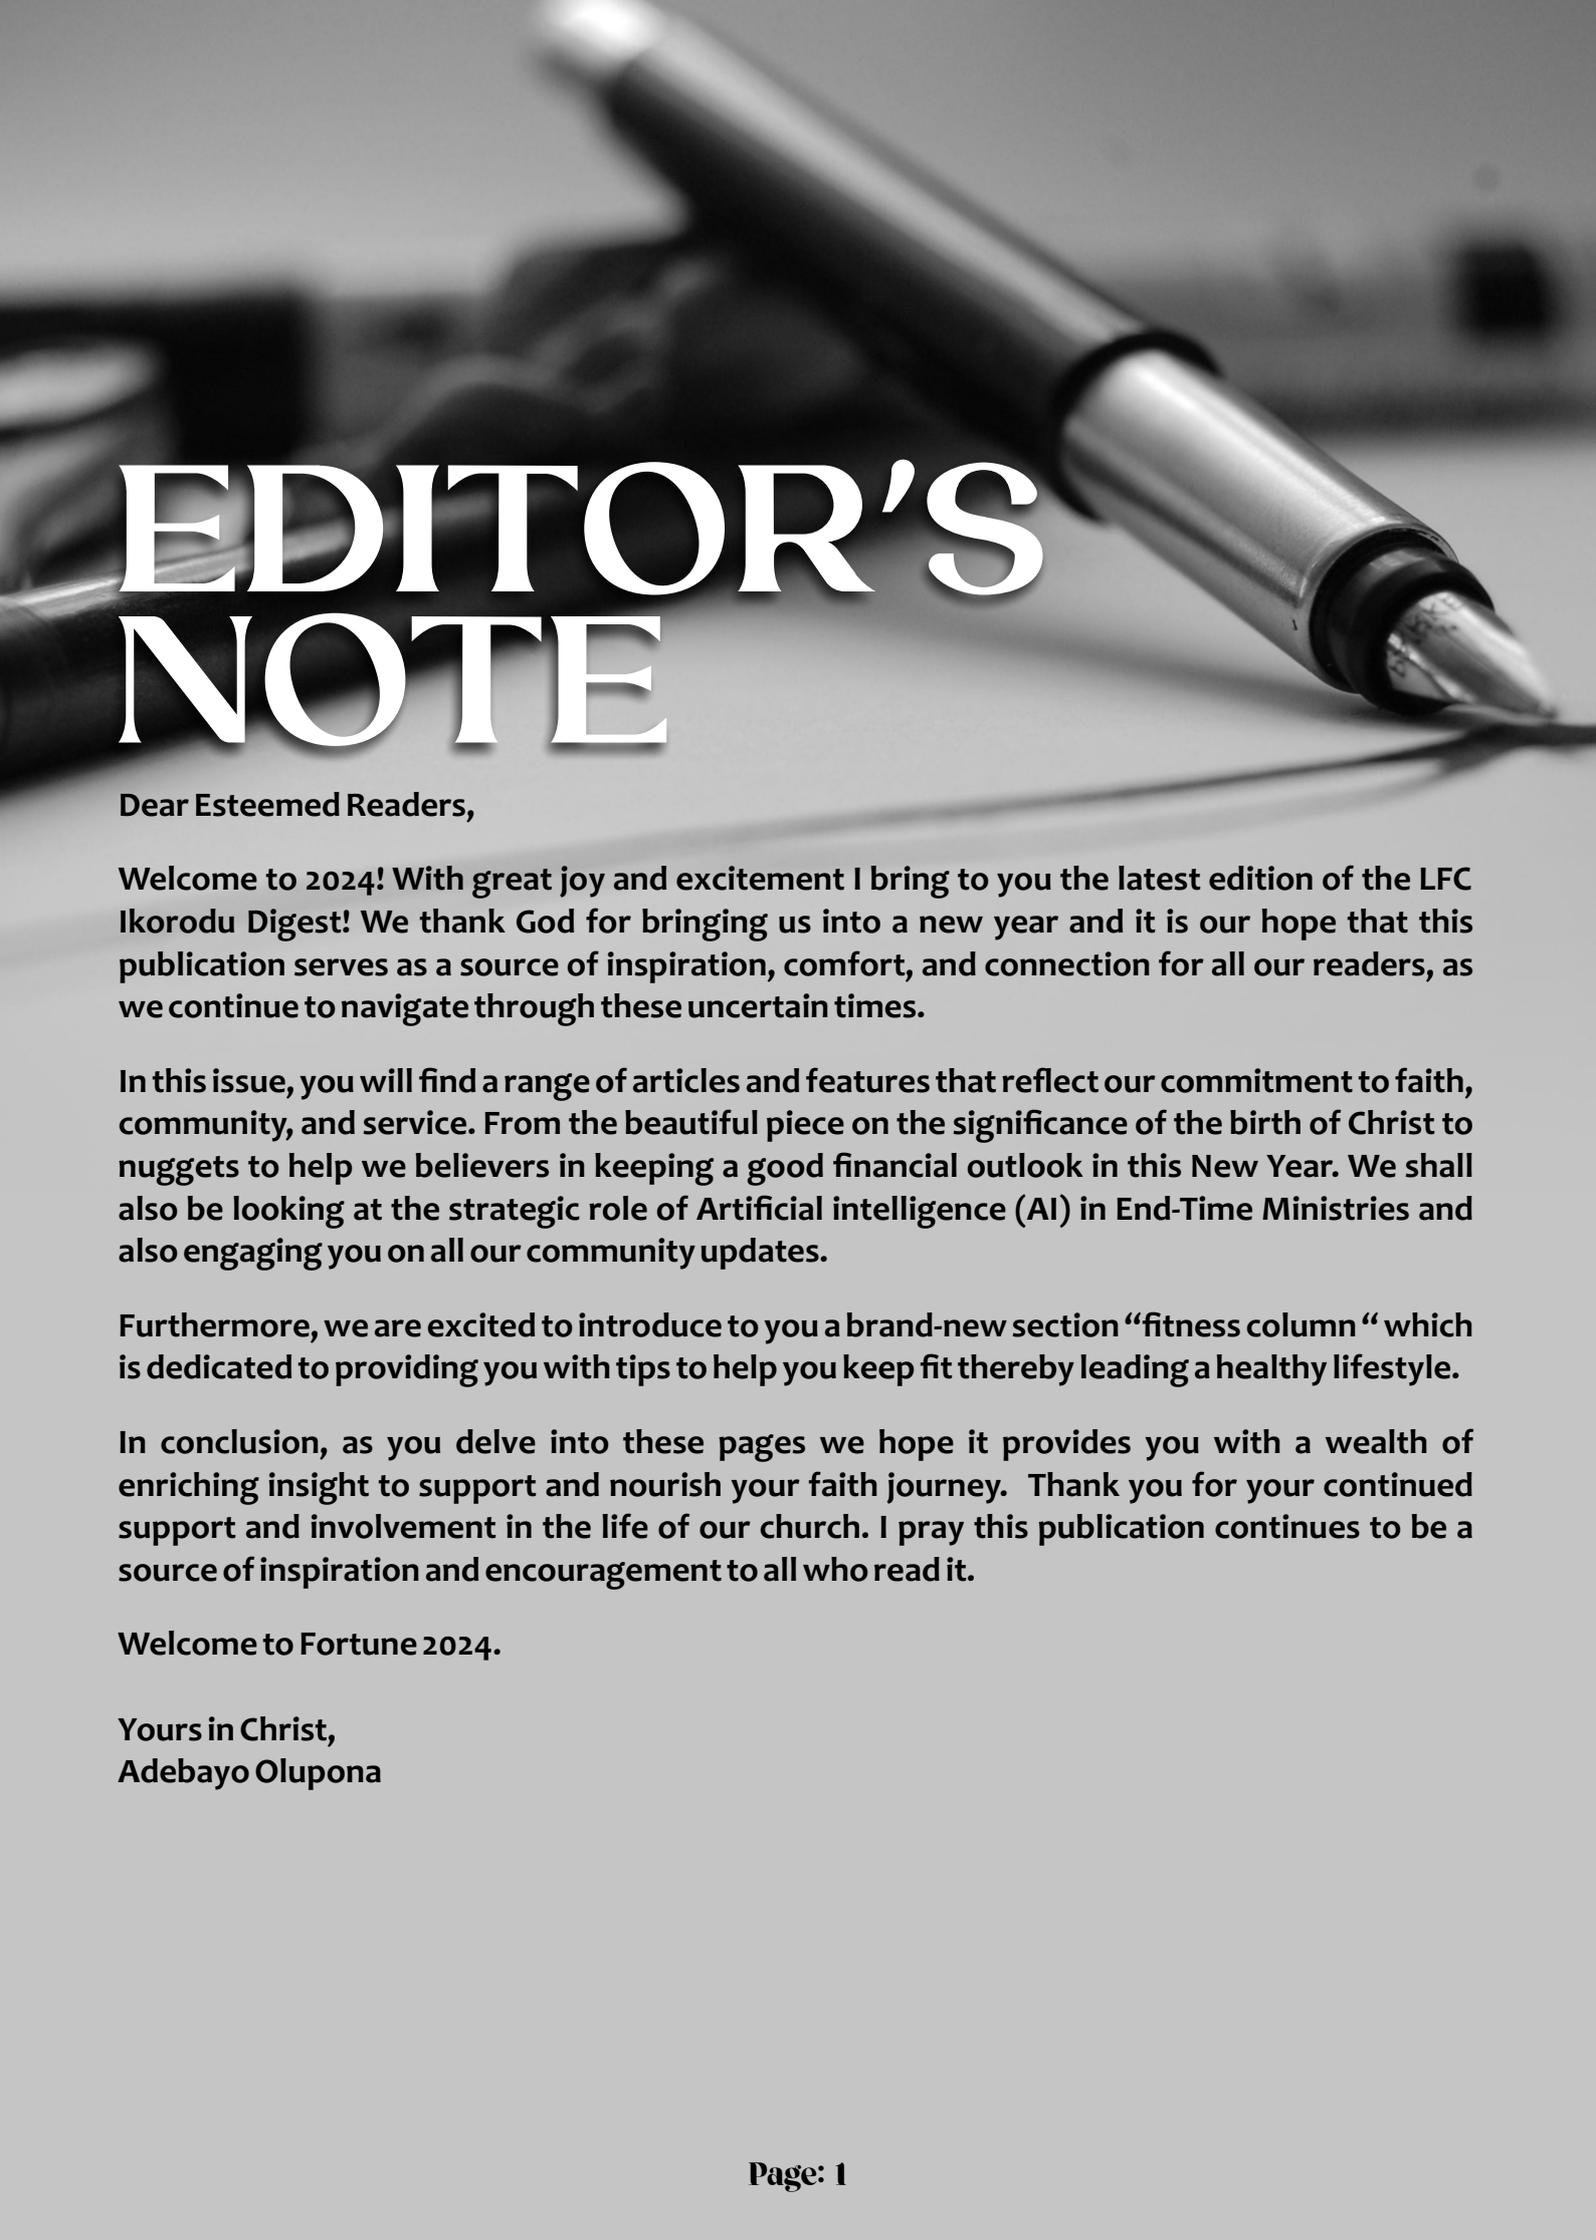 EDITOR’S
NOTE
Dear Esteemed Readers,
Welcome to 2024! With great joy and excitement I bring to you the latest edition of the LFC
Ikorodu Digest! We thank God for bringing us into a new year and it is our hope that this
publication serves as a source of inspiration, comfort, and connection for all our readers, as
we continue to navigate through these uncertain times.
In this issue, you will find a range of articles and features that reflect our commitment to faith,
community, and service. From the beautiful piece on the significance of the birth of Christ to
nuggets to help we believers in keeping a good financial outlook in this New Year. We shall
also be looking at the strategic role of Artificial intelligence (AI) in End-Time Ministries and
also engaging you on all our community updates.
Furthermore, we are excited to introduce to you a brand-new section “fitness column “ which
is dedicated to providing you with tips to help you keep fit thereby leading a healthy lifestyle.
In conclusion, as you delve into these pages we hope it provides you with a wealth of
enriching insight to support and nourish your faith journey.  Thank you for your continued
support and involvement in the life of our church. I pray this publication continues to be a
source of inspiration and encouragement to all who read it.
Welcome to Fortune 2024.
Yours in Christ,
Adebayo Olupona
Page: 1